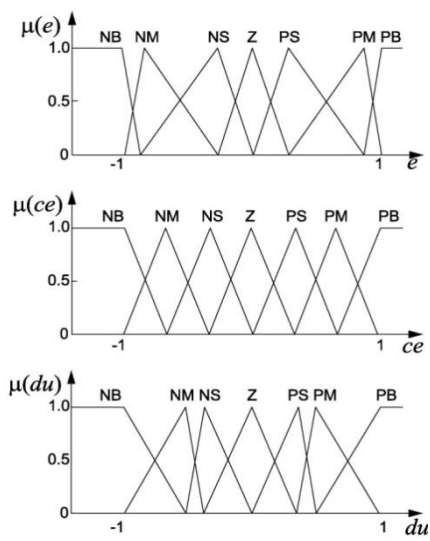 μ(e) NB NM NS Z PS PM PB
1.0
0.5
0
-1 1 e
μ(ce) NB NM NS Z PS PM PB
1.0
0.5
0
-1 1 ce
μ(du) NB NM NS Z PS PM PB
1.0
0.5
0
-1 1 du